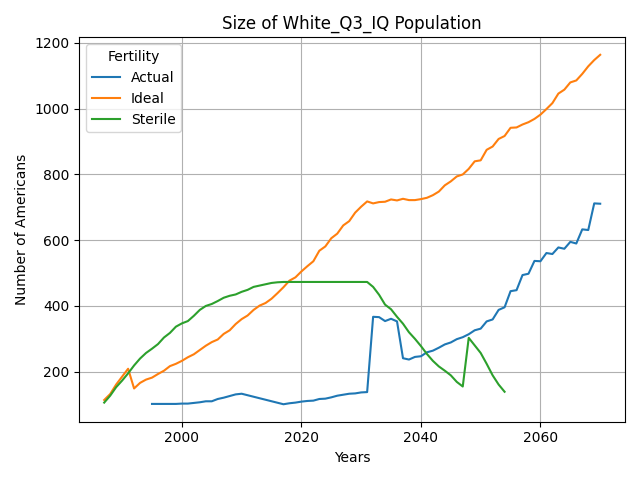 Size of White_Q3_IQ Population
Number of Americans
1200
1000
800
600
400
200
Fertility
Actual
Ideal
Sterile
2000
2020
2040
2060
Years